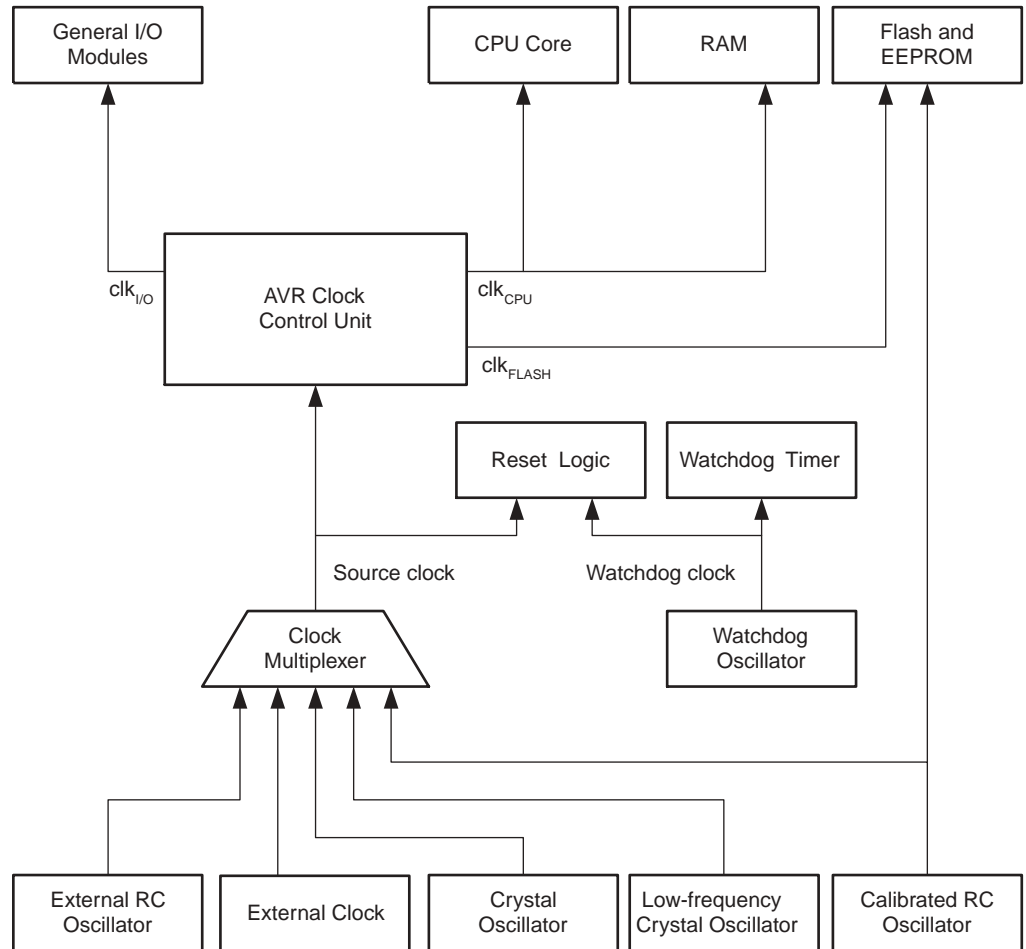 General I/O
Modules
CPU Core
RAM
Flash and
EEPROM
clkI/O
AVR Clock
Control Unit
clkCPU
clkFLASH
Reset Logic
Watchdog Timer
Source clock
Watchdog clock
Clock
Multiplexer
Watchdog
Oscillator
External RC
Oscillator
External Clock
Crystal
Oscillator
Low-frequency
Crystal Oscillator
Calibrated RC
Oscillator